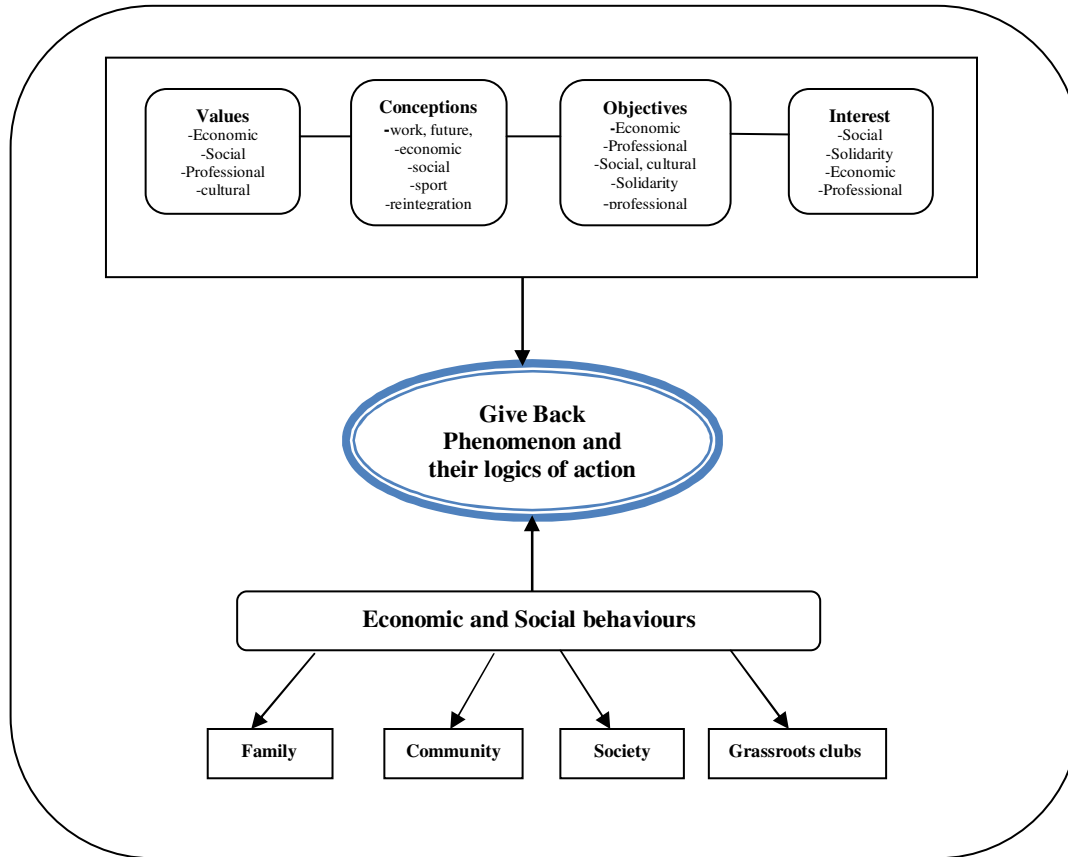 Values
-Economic
-Social
-Professional
-cultural
Conceptions
-work, future,
-economic
-social
-sport
-reintegration
Objectives
-Economic
-Professional
-Social, cultural
-Solidarity
-professional
Interest
-Social
-Solidarity
-Economic
-Professional
Give Back
Phenomenon and
their logics of action
Economic and Social behaviours
Family
Community
Society
Grassroots clubs